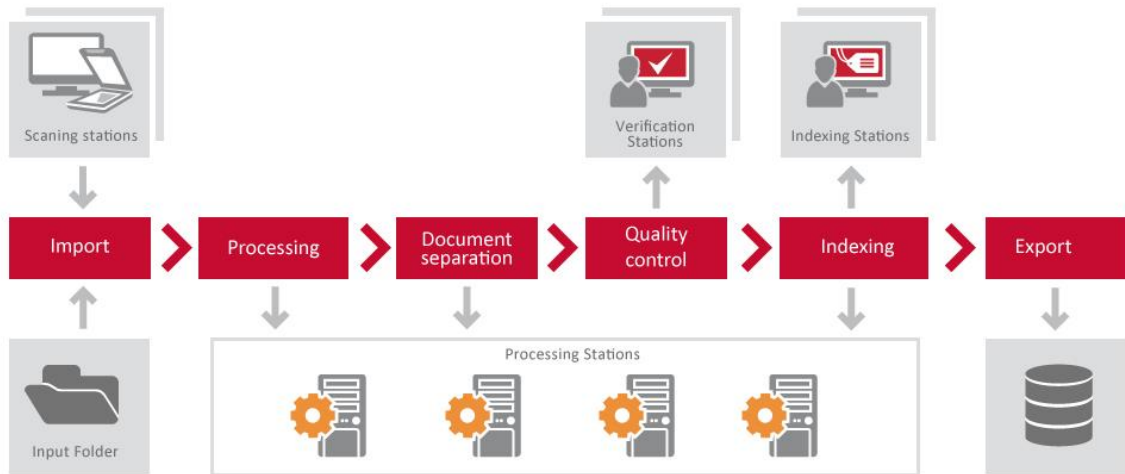 Scaning stations
Verification
Stations
Indexing Stations
Import
Processing
Document
separation
Quality
control
Indexing
Export
Processing Stations
Input Folder